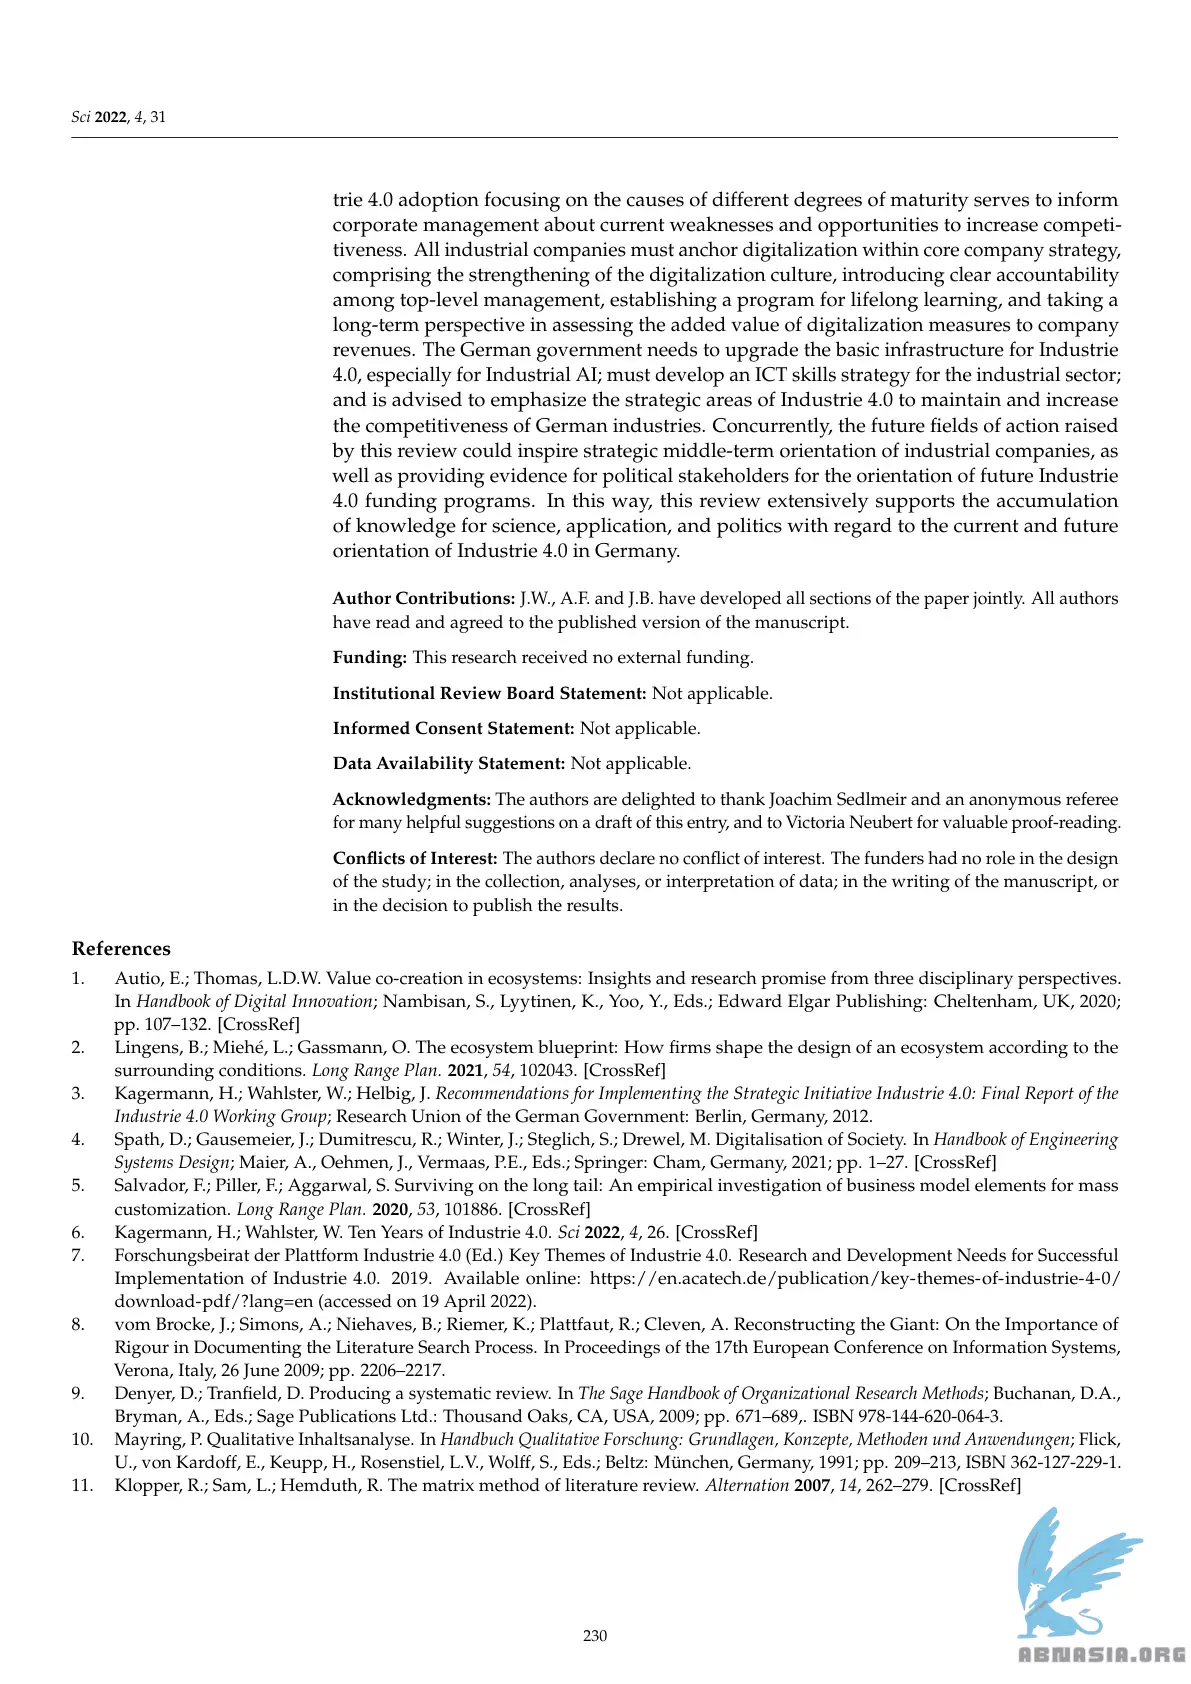 Sci 2022, 4, 31
trie 4.0 adoption focusing on the causes of different degrees of maturity serves to inform
corporate management about current weaknesses and opportunities to increase competi-
tiveness. All industrial companies must anchor digitalization within core company strategy,
comprising the strengthening of the digitalization culture, introducing clear accountability
among top-level management, establishing a program for lifelong learning, and taking a
long-term perspective in assessing the added value of digitalization measures to company
revenues. The German government needs to upgrade the basic infrastructure for Industrie
4.0, especially for Industrial AI; must develop an ICT skills strategy for the industrial sector;
and is advised to emphasize the strategic areas of Industrie 4.0 to maintain and increase
the competitiveness of German industries. Concurrently, the future fields of action raised
by this review could inspire strategic middle-term orientation of industrial companies, as
well as providing evidence for political stakeholders for the orientation of future Industrie
4.0 funding programs. In this way, this review extensively supports the accumulation
of knowledge for science, application, and politics with regard to the current and future
orientation of Industrie 4.0 in Germany.
Author Contributions: J.W., A.F. and J.B. have developed all sections of the paper jointly. All authors
have read and agreed to the published version of the manuscript.
Funding: This research received no external funding.
Institutional Review Board Statement: Not applicable.
Informed Consent Statement: Not applicable.
Data Availability Statement: Not applicable.
Acknowledgments: The authors are delighted to thank Joachim Sedlmeir and an anonymous referee
for many helpful suggestions on a draft of this entry, and to Victoria Neubert for valuable proof-reading.
Conflicts of Interest: The authors declare no conflict of interest. The funders had no role in the design
of the study; in the collection, analyses, or interpretation of data; in the writing of the manuscript, or
in the decision to publish the results.
References
1. Autio, E.; Thomas, L.D.W. Value co-creation in ecosystems: Insights and research promise from three disciplinary perspectives.
In Handbook of Digital Innovation; Nambisan, S., Lyytinen, K., Yoo, Y., Eds.; Edward Elgar Publishing: Cheltenham, UK, 2020;
pp. 107–132. [CrossRef]
2. Lingens, B.; Miehé, L.; Gassmann, O. The ecosystem blueprint: How firms shape the design of an ecosystem according to the
surrounding conditions. Long Range Plan. 2021, 54, 102043. [CrossRef]
3. Kagermann, H.; Wahlster, W.; Helbig, J. Recommendations for Implementing the Strategic Initiative Industrie 4.0: Final Report of the
Industrie 4.0 Working Group; Research Union of the German Government: Berlin, Germany, 2012.
4. Spath, D.; Gausemeier, J.; Dumitrescu, R.; Winter, J.; Steglich, S.; Drewel, M. Digitalisation of Society. In Handbook of Engineering
Systems Design; Maier, A., Oehmen, J., Vermaas, P.E., Eds.; Springer: Cham, Germany, 2021; pp. 1–27. [CrossRef]
5. Salvador, F.; Piller, F.; Aggarwal, S. Surviving on the long tail: An empirical investigation of business model elements for mass
customization. Long Range Plan. 2020, 53, 101886. [CrossRef]
6. Kagermann, H.; Wahlster, W. Ten Years of Industrie 4.0. Sci 2022, 4, 26. [CrossRef]
7. Forschungsbeirat der Plattform Industrie 4.0 (Ed.) Key Themes of Industrie 4.0. Research and Development Needs for Successful
Implementation of Industrie 4.0. 2019. Available online: https://en.acatech.de/publication/key-themes-of-industrie-4-0/
download-pdf/?lang=en (accessed on 19 April 2022).
8. vom Brocke, J.; Simons, A.; Niehaves, B.; Riemer, K.; Plattfaut, R.; Cleven, A. Reconstructing the Giant: On the Importance of
Rigour in Documenting the Literature Search Process. In Proceedings of the 17th European Conference on Information Systems,
Verona, Italy, 26 June 2009; pp. 2206–2217.
9. Denyer, D.; Tranfield, D. Producing a systematic review. In The Sage Handbook of Organizational Research Methods; Buchanan, D.A.,
Bryman, A., Eds.; Sage Publications Ltd.: Thousand Oaks, CA, USA, 2009; pp. 671–689,. ISBN 978-144-620-064-3.
10. Mayring, P. Qualitative Inhaltsanalyse. In Handbuch Qualitative Forschung: Grundlagen, Konzepte, Methoden und Anwendungen; Flick,
U., von Kardoff, E., Keupp, H., Rosenstiel, L.V., Wolff, S., Eds.; Beltz: München, Germany, 1991; pp. 209–213, ISBN 362-127-229-1.
11. Klopper, R.; Sam, L.; Hemduth, R. The matrix method of literature review. Alternation 2007, 14, 262–279. [CrossRef]
230
ABNASIA.ORG